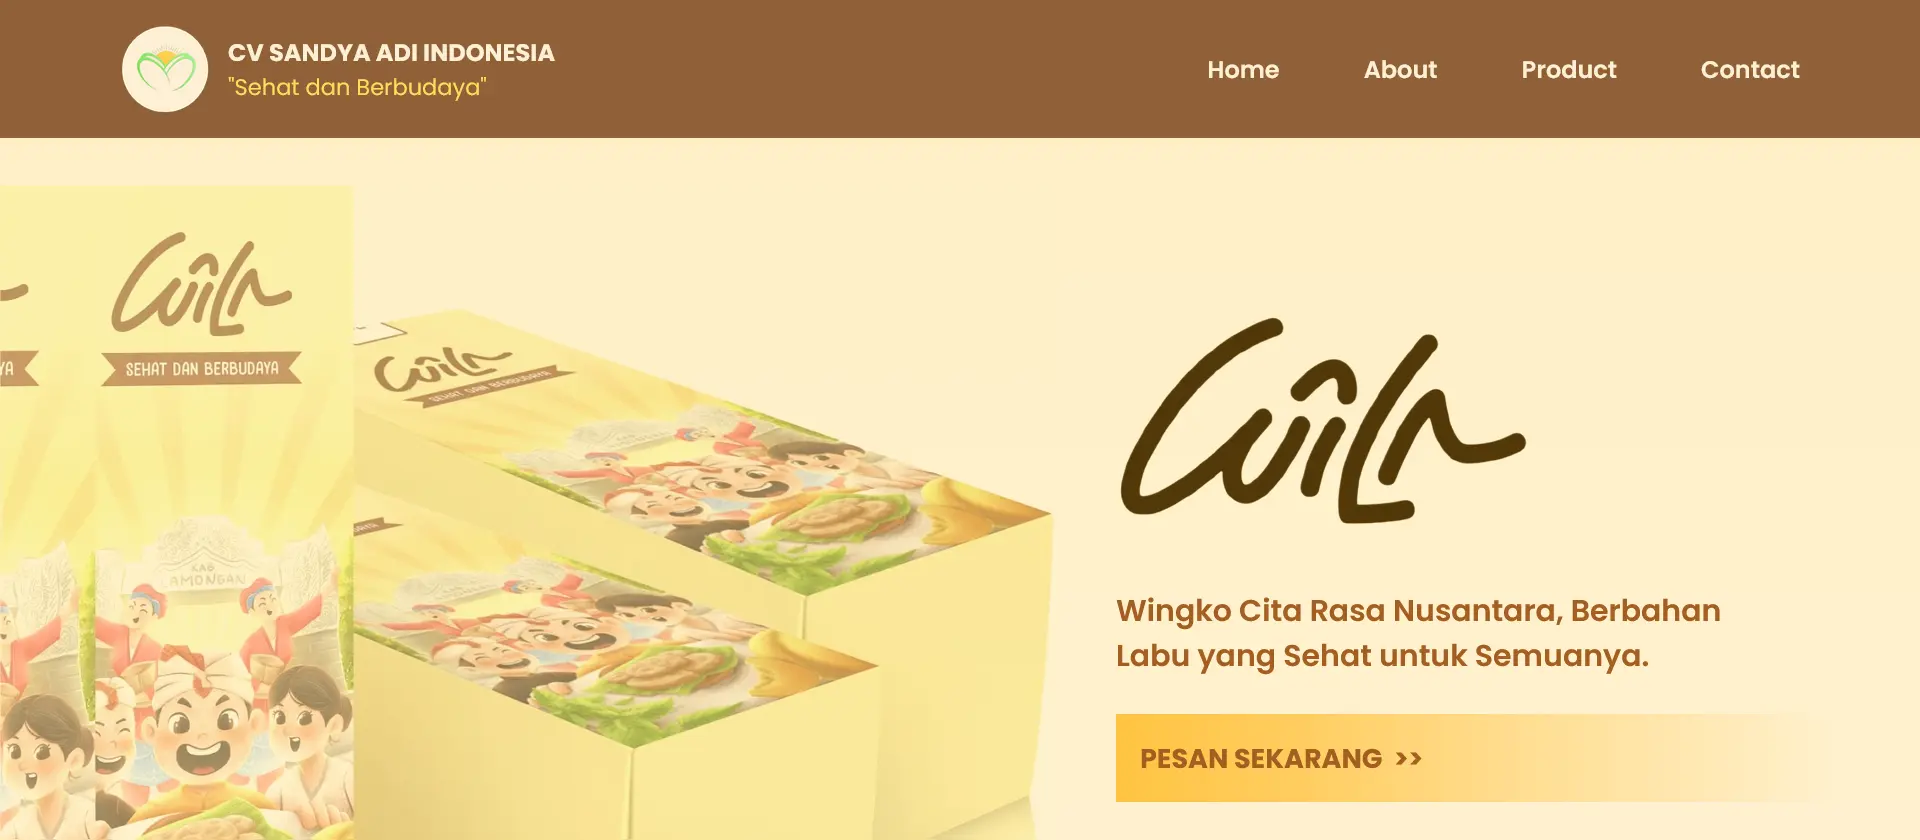 CV SANDYA ADI INDONESIA
"Sehat dan Berbudaya"
Home About Product Contact
WiLa
SEHAT DAN BERBUDAYA
YA
KAB
LAMONGAN
WiLa
SEHAT DAN BERBUDAYA
WiLa
Wingko Cita Rasa Nusantara, Berbahan
Labu yang Sehat untuk Semuanya.
PESAN SEKARANG >>